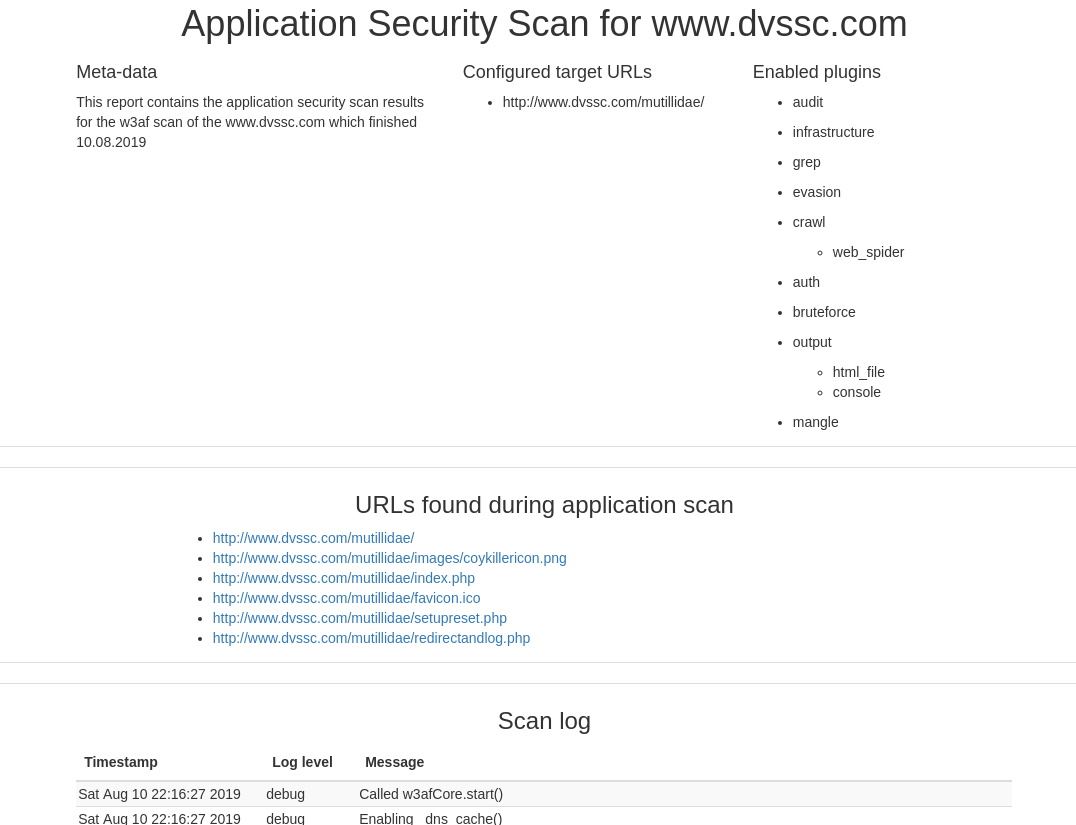 Application Security Scan for www.dvssc.com
Meta-data
This report contains the application security scan results
for the w3af scan of the www.dvssc.com which finished
10.08.2019
Configured target URLs
http://www.dvssc.com/mutillidae/
Enabled plugins
audit
infrastructure
grep
evasion
crawl
web_spider
auth
bruteforce
output
html_file
console
mangle
URLs found during application scan
http://www.dvssc.com/mutillidae/
http://www.dvssc.com/mutillidae/images/coykillericon.png
http://www.dvssc.com/mutillidae/index.php
http://www.dvssc.com/mutillidae/favicon.ico
http://www.dvssc.com/mutillidae/setupreset.php
http://www.dvssc.com/mutillidae/redirectandlog.php
Scan log
Timestamp Log level Message
Sat Aug 10 22:16:27 2019 debug Called w3afCore.start()
Sat Aug 10 22:16:27 2019 debug Enabling _dns_cache()